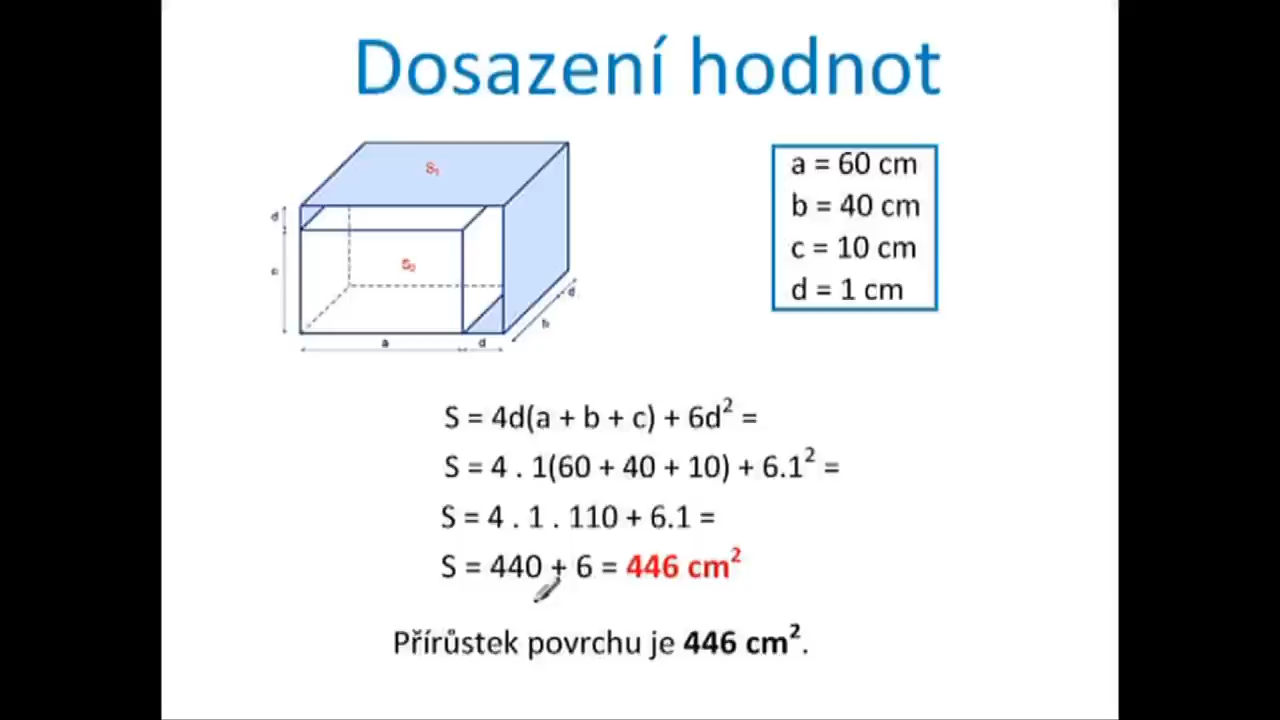 Dosazení hodnot
S₁
a = 60 cm
b = 40 cm
c = 10 cm
d = 1 cm
d
c
S₂
d
b
a
d
S = 4d(a + b + c) + 6d² =
S = 4 . 1(60 + 40 + 10) + 6.1² =
S = 4 . 1 . 110 + 6.1 =
S = 440 + 6 = 446 cm²
Přírůstek povrchu je 446 cm².